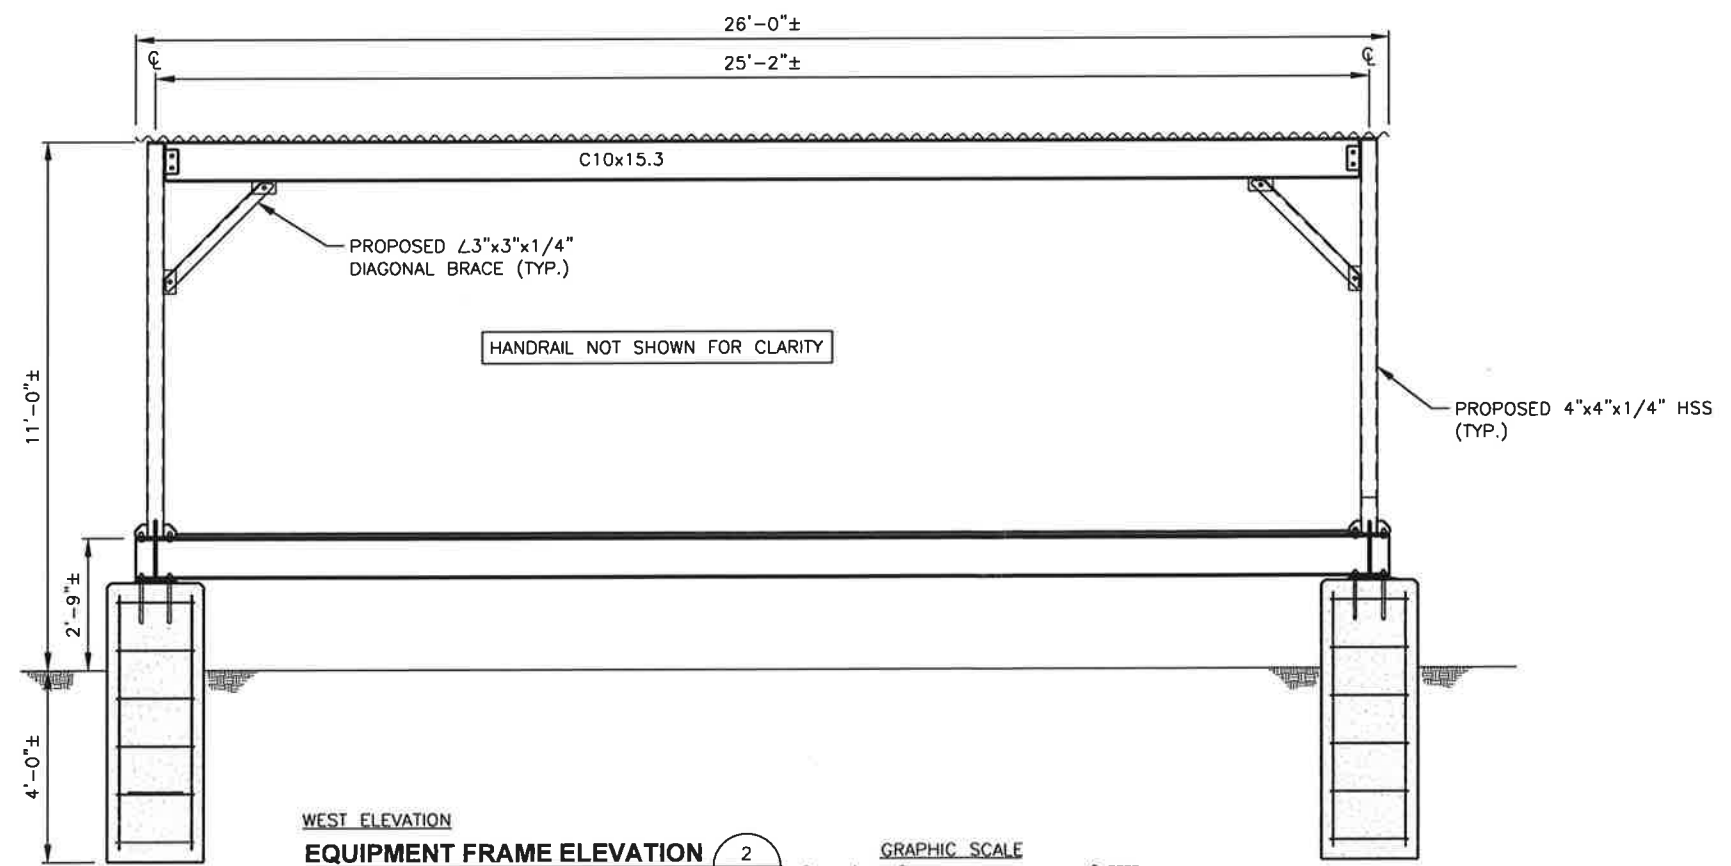 26'-0"±
℄
25'-2"±
℄
C10x15.3
PROPOSED ∠3"x3"x1/4"
DIAGONAL BRACE (TYP.)
HANDRAIL NOT SHOWN FOR CLARITY
11'-0"±
PROPOSED 4"x4"x1/4" HSS
(TYP.)
2'-9"±
4'-0"±
WEST ELEVATION
EQUIPMENT FRAME ELEVATION
2
GRAPHIC SCALE